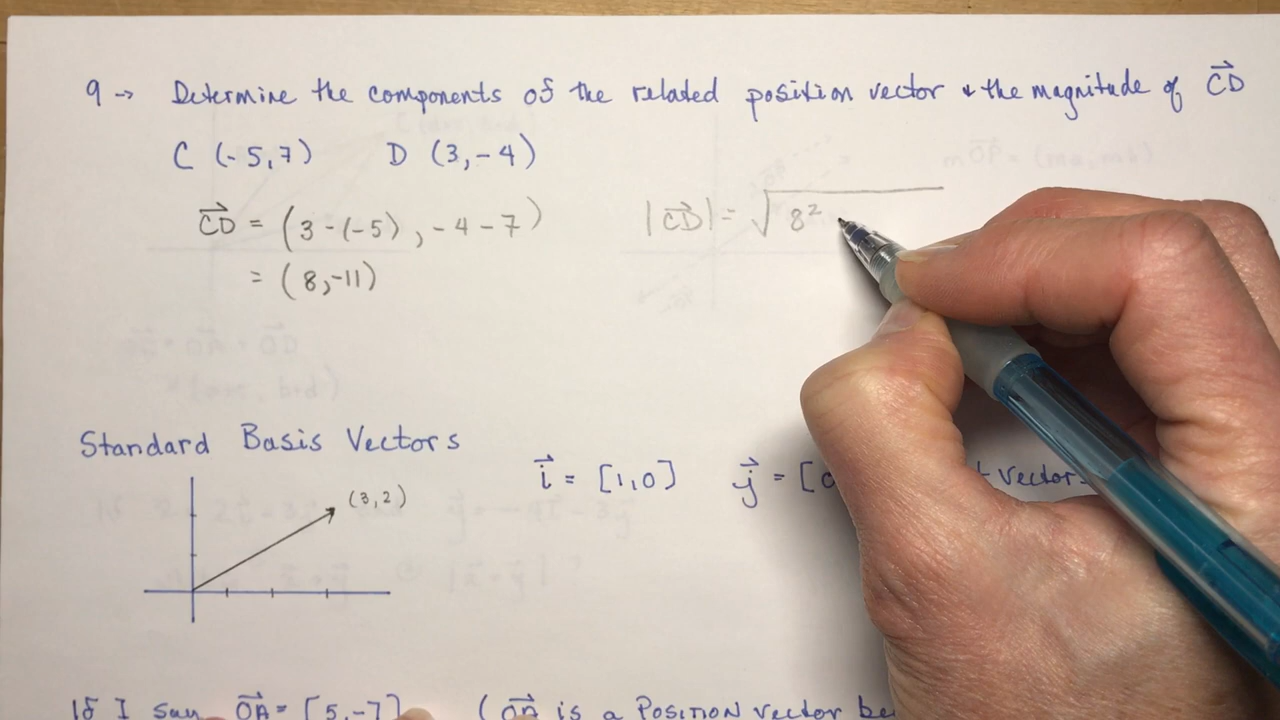 9 → Determine the components of the related position vector & the magnitude of CD⃗
C (-5,7) D (3,-4)
CD⃗ = (3-(-5), -4-7)
= (8,-11)
|CD⃗| = √8²
Standard Basis Vectors
(3,2)
i⃗ = [1,0] j⃗ = [0 vectors
If I say OA⃗ = [5,-7] (OA⃗ is a Position vector be